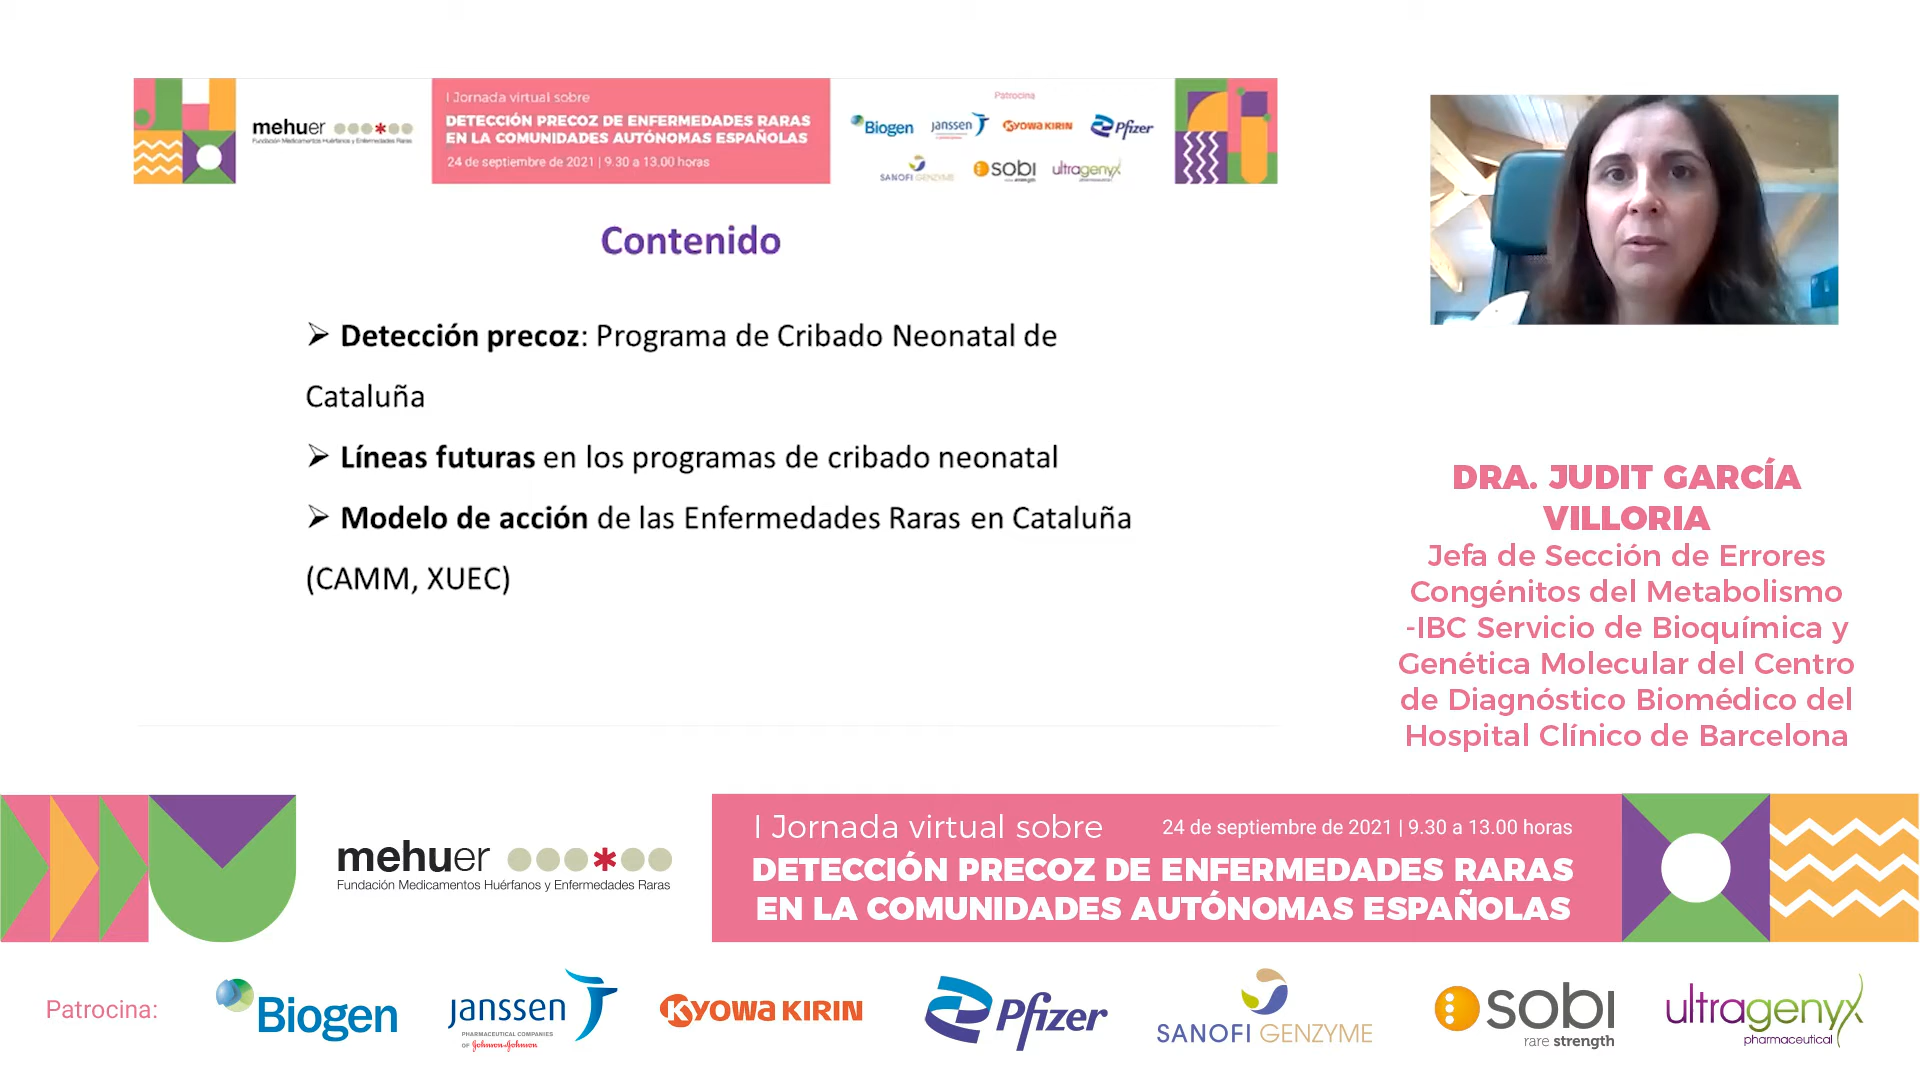 mehuer
Fundación Medicamentos Huérfanos y Enfermedades Raras
I Jornada virtual sobre
DETECCIÓN PRECOZ DE ENFERMEDADES RARAS
EN LA COMUNIDADES AUTÓNOMAS ESPAÑOLAS
24 de septiembre de 2021 | 9.30 a 13.00 horas
Patrocina
Biogen
janssen
KYOWA KIRIN
Pfizer
SANOFI GENZYME
sobi
rare strength
ultragenyx
pharmaceutical
Contenido
➢ Detección precoz: Programa de Cribado Neonatal de
Cataluña
➢ Líneas futuras en los programas de cribado neonatal
➢ Modelo de acción de las Enfermedades Raras en Cataluña
(CAMM, XUEC)
DRA. JUDIT GARCÍA
VILLORIA
Jefa de Sección de Errores
Congénitos del Metabolismo
-IBC Servicio de Bioquímica y
Genética Molecular del Centro
de Diagnóstico Biomédico del
Hospital Clínico de Barcelona
mehuer
Fundación Medicamentos Huérfanos y Enfermedades Raras
I Jornada virtual sobre
24 de septiembre de 2021 | 9.30 a 13.00 horas
DETECCIÓN PRECOZ DE ENFERMEDADES RARAS
EN LA COMUNIDADES AUTÓNOMAS ESPAÑOLAS
Patrocina:
Biogen
janssen
PHARMACEUTICAL COMPANIES
OF Johnson & Johnson
KYOWA KIRIN
Pfizer
SANOFI GENZYME
sobi
rare strength
ultragenyx
pharmaceutical